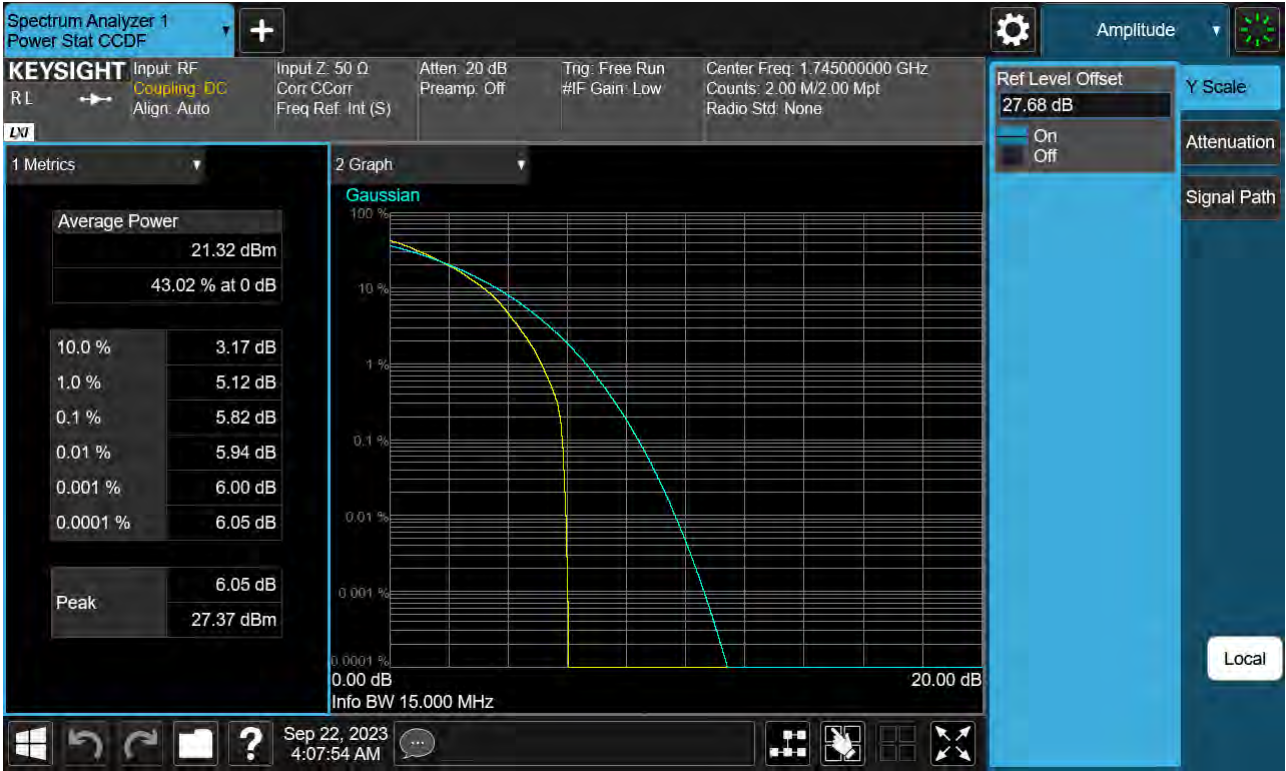 Spectrum Analyzer 1
Power Stat CCDF
+
Amplitude
KEYSIGHT
R L
LXI
Input: RF
Coupling: DC
Align: Auto
Input Z: 50 Ω
Corr CCorr
Freq Ref: Int (S)
Atten: 20 dB
Preamp: Off
Trig: Free Run
#IF Gain: Low
Center Freq: 1.745000000 GHz
Counts: 2.00 M/2.00 Mpt
Radio Std: None
Ref Level Offset
27.68 dB
On
Off
Y Scale
Attenuation
Signal Path
1 Metrics
Average Power
21.32 dBm
43.02 % at 0 dB
10.0 % 3.17 dB
1.0 % 5.12 dB
0.1 % 5.82 dB
0.01 % 5.94 dB
0.001 % 6.00 dB
0.0001 % 6.05 dB
Peak
6.05 dB
27.37 dBm
2 Graph
Gaussian
100 %
10 %
1 %
0.1 %
0.01 %
0.001 %
0.0001 %
0.00 dB 20.00 dB
Info BW 15.000 MHz
Local
?
Sep 22, 2023
4:07:54 AM